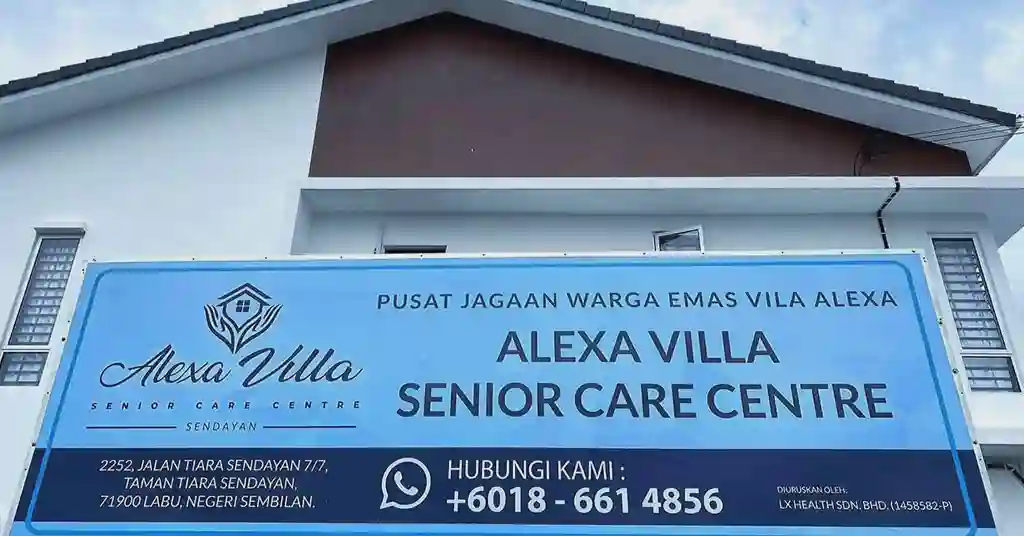 Alexa Villa
SENIOR CARE CENTRE
SENDAYAN
PUSAT JAGAAN WARGA EMAS VILA ALEXA
ALEXA VILLA
SENIOR CARE CENTRE
2252, JALAN TIARA SENDAYAN 7/7,
TAMAN TIARA SENDAYAN,
71900 LABU, NEGERI SEMBILAN.
HUBUNGI KAMI :
+6018 - 661 4856
DIURUSKAN OLEH:
LX HEALTH SDN. BHD. (1458582-P)